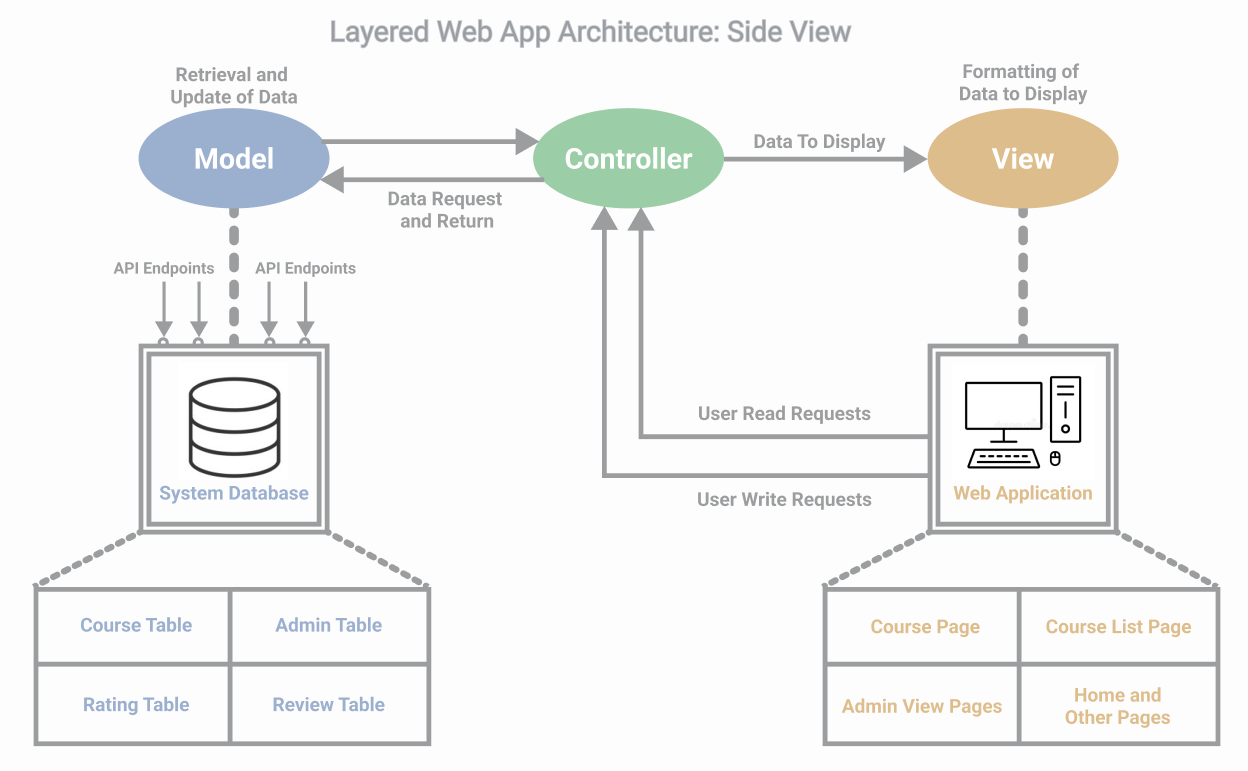 Layered Web App Architecture: Side View
Retrieval and
Update of Data
Formatting of
Data to Display
Model
Controller
View
Data To Display
Data Request
and Return
API Endpoints
API Endpoints
User Read Requests
User Write Requests
System Database
Web Application
Course Table
Admin Table
Rating Table
Review Table
Course Page
Course List Page
Admin View Pages
Home and
Other Pages